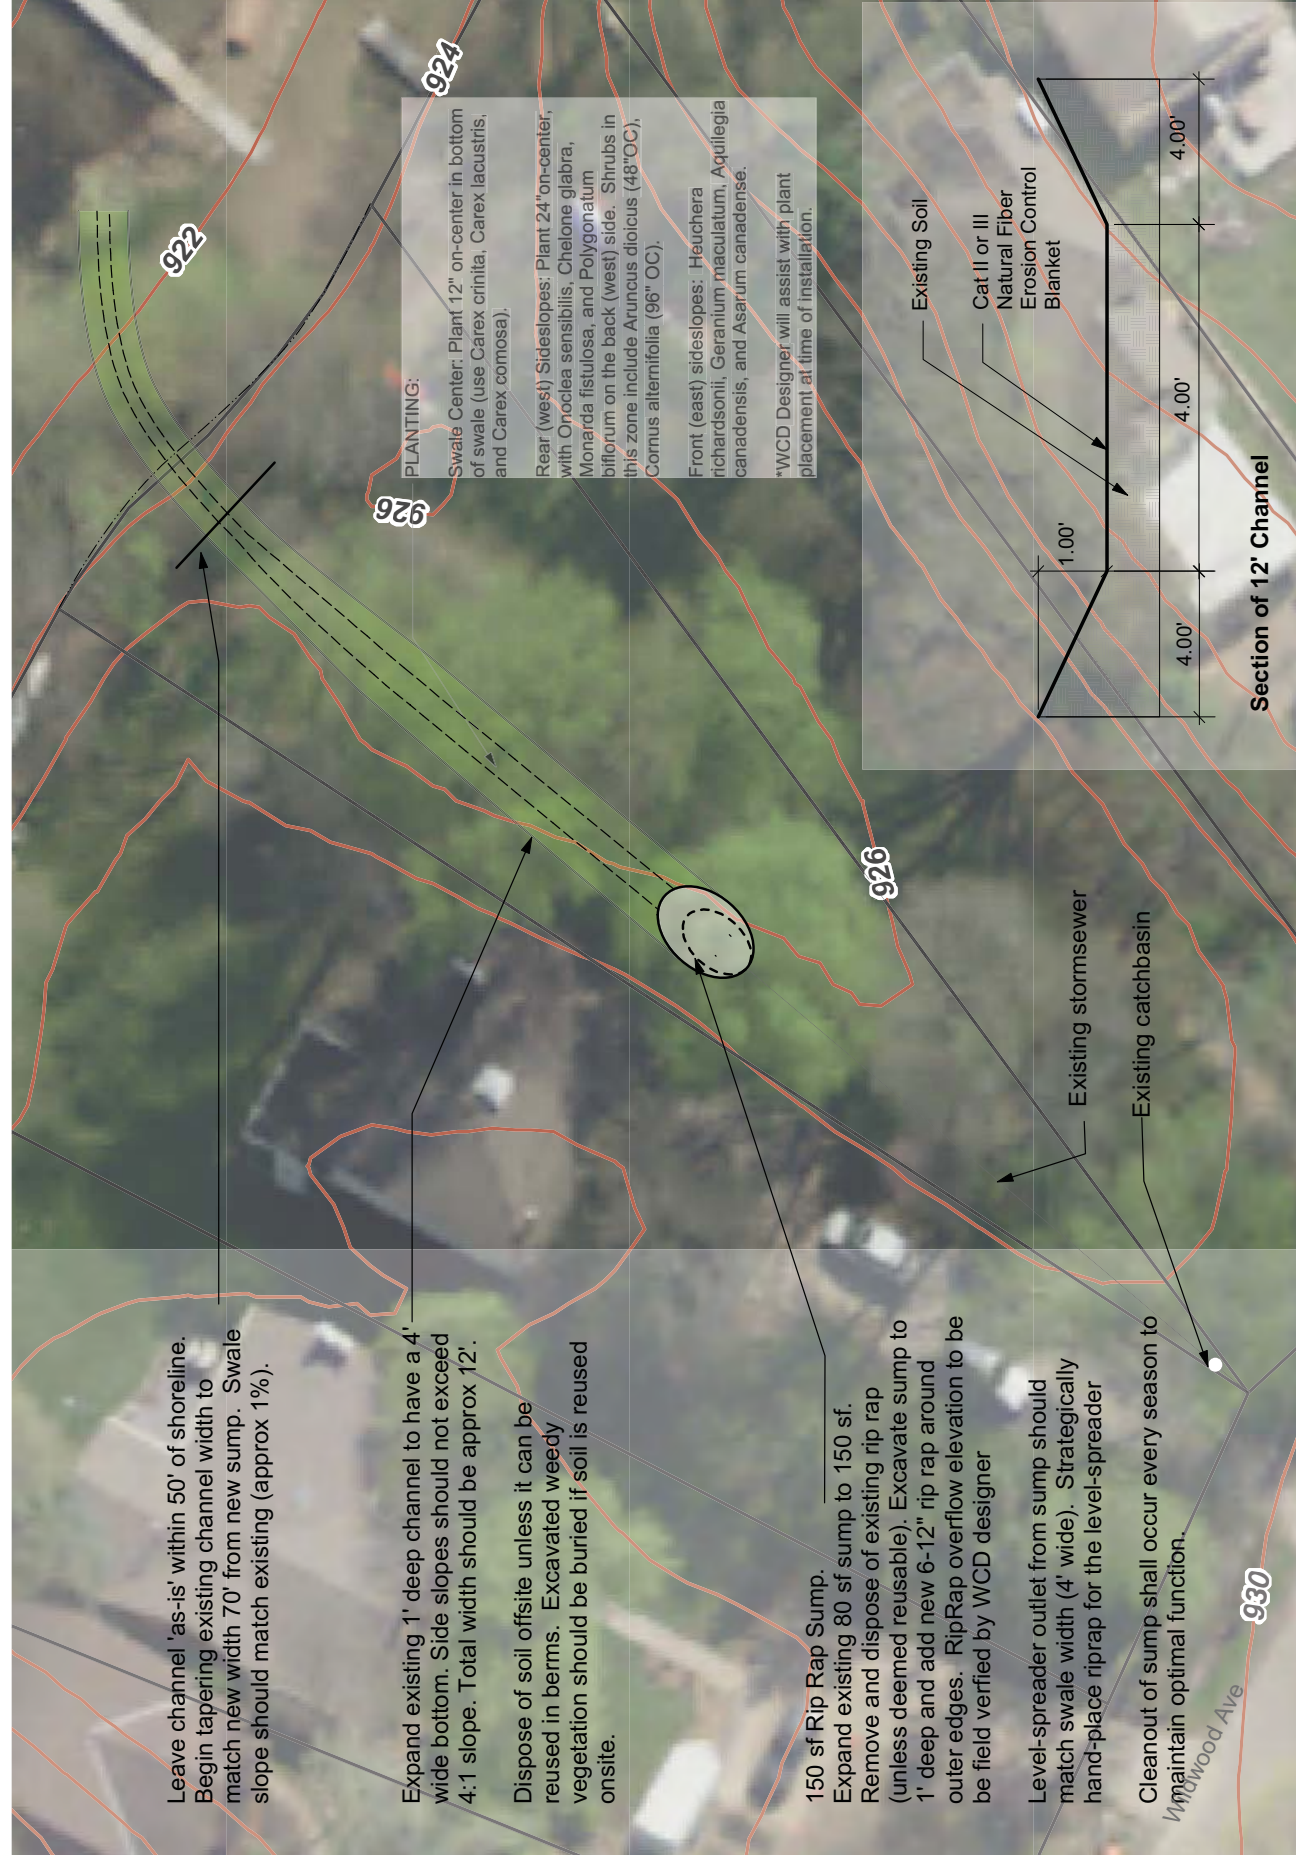 Leave channel 'as-is' within 50' of shoreline.
Begin tapering existing channel width to
match new width 70' from new sump.  Swale
slope should match existing (approx 1%).
Expand existing 1' deep channel to have a 4'
wide bottom. Side slopes should not exceed
4:1 slope. Total width should be approx 12'.
Dispose of soil offsite unless it can be
reused in berms.  Excavated weedy
vegetation should be buried if soil is reused
onsite.
150 sf Rip Rap Sump.
Expand existing 80 sf sump to 150 sf.
Remove and dispose of existing rip rap
(unless deemed reusable). Excavate sump to
1' deep and add new 6-12" rip rap around
outer edges.  RipRap overflow elevation to be
be field verfied by WCD designer
Level-spreader outlet from sump should
match swale width (4' wide).  Strategically
hand-place riprap for the level-spreader
Cleanout of sump shall occur every season to
maintain optimal function.
Wildwood Ave
930
Existing stormsewer
Existing catchbasin
926
926
922
924
PLANTING:
Swale Center: Plant 12" on-center in bottom
of swale (use Carex crinita, Carex lacustris,
and Carex comosa).
Rear (west) Sideslopes: Plant 24"on-center,
with Onoclea sensibilis, Chelone glabra,
Monarda fistulosa, and Polygonatum
biflorum on the back (west) side.  Shrubs in
this zone include Aruncus dioicus (48"OC),
Cornus alternifolia (96" OC).
Front (east) sideslopes:  Heuchera
richardsonii, Geranium maculatum, Aquilegia
canadensis, and Asarum canadense.
*WCD Designer will assist with plant
placement at time of installation.
Existing Soil
Cat II or III
Natural Fiber
Erosion Control
Blanket
1.00'
4.00'
4.00'
4.00'
Section of 12' Channel